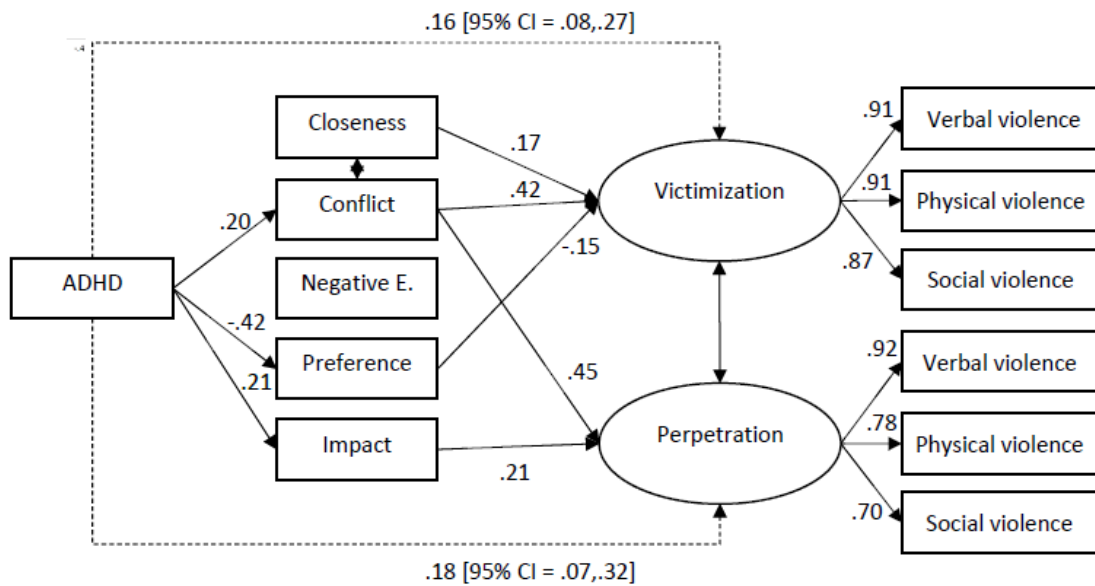 .16 [95% CI = .08,.27]
Closeness
.17
.91
Verbal violence
Conflict
.20
.42
Victimization
.91
Physical violence
-.15
ADHD
Negative E.
.87
Social violence
-.42
Preference
.45
.92
Verbal violence
.21
Impact
.21
Perpetration
.78
Physical violence
.70
Social violence
.18 [95% CI = .07,.32]